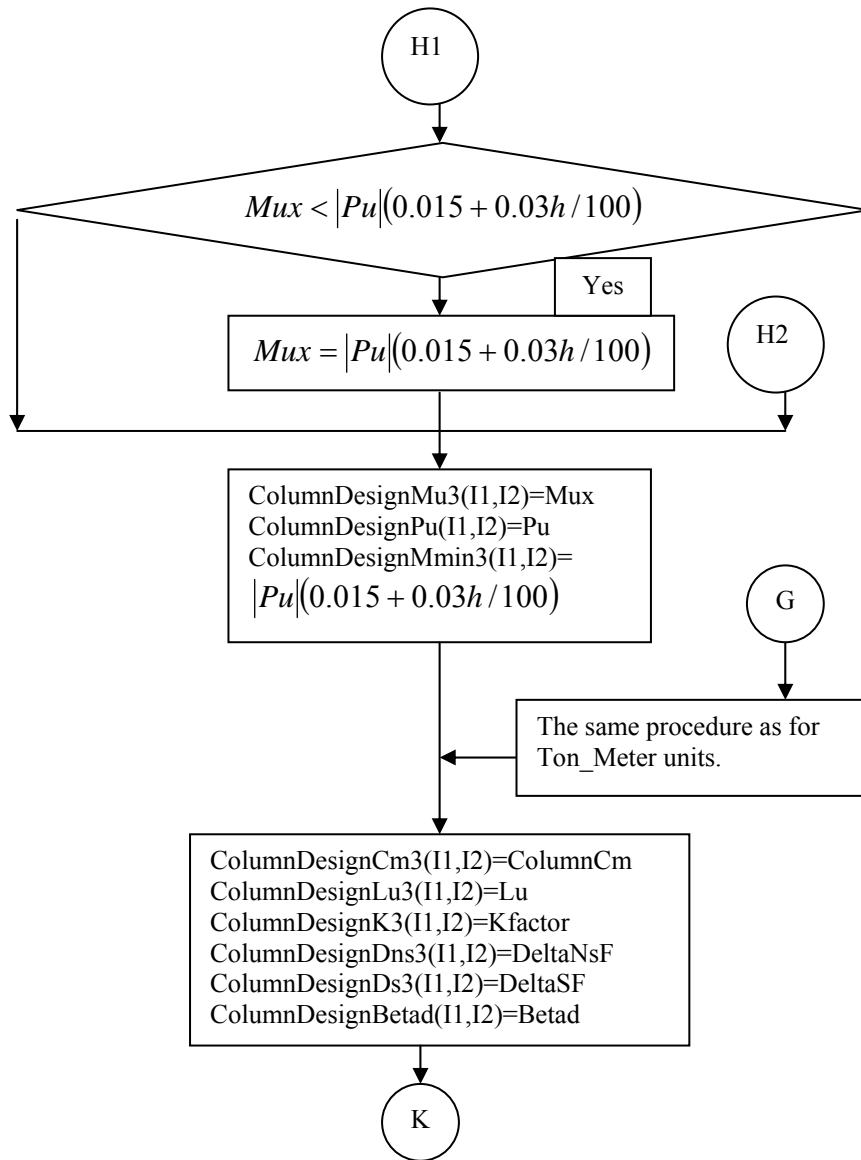 H1
Mux < |Pu|(0.015 + 0.03h / 100)
Yes
Mux = |Pu|(0.015 + 0.03h / 100)
H2
ColumnDesignMu3(I1,I2)=Mux
ColumnDesignPu(I1,I2)=Pu
ColumnDesignMmin3(I1,I2)=
|Pu|(0.015 + 0.03h / 100)
G
The same procedure as for
Ton_Meter units.
ColumnDesignCm3(I1,I2)=ColumnCm
ColumnDesignLu3(I1,I2)=Lu
ColumnDesignK3(I1,I2)=Kfactor
ColumnDesignDns3(I1,I2)=DeltaNsF
ColumnDesignDs3(I1,I2)=DeltaSF
ColumnDesignBetad(I1,I2)=Betad
K